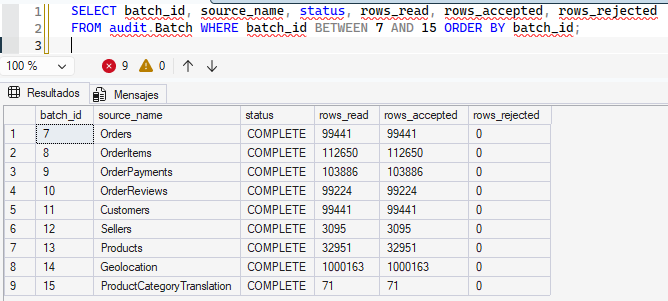 1 SELECT batch_id, source_name, status, rows_read, rows_accepted, rows_rejected
2 FROM audit.Batch WHERE batch_id BETWEEN 7 AND 15 ORDER BY batch_id;
3
100 % 9 0
Resultados Mensajes
batch_id source_name status rows_read rows_accepted rows_rejected
1 7 Orders COMPLETE 99441 99441 0
2 8 OrderItems COMPLETE 112650 112650 0
3 9 OrderPayments COMPLETE 103886 103886 0
4 10 OrderReviews COMPLETE 99224 99224 0
5 11 Customers COMPLETE 99441 99441 0
6 12 Sellers COMPLETE 3095 3095 0
7 13 Products COMPLETE 32951 32951 0
8 14 Geolocation COMPLETE 1000163 1000163 0
9 15 ProductCategoryTranslation COMPLETE 71 71 0